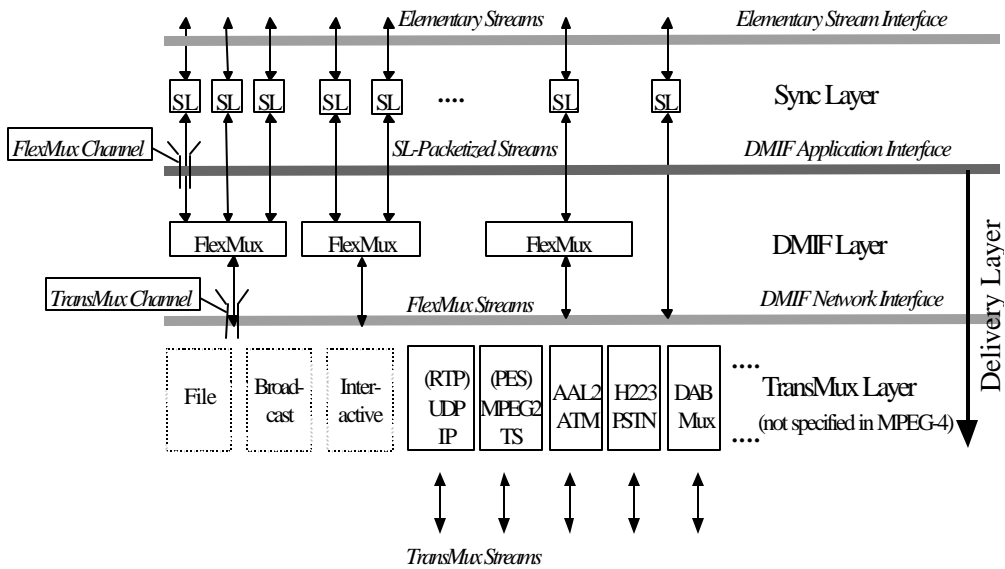 Elementary Streams
Elementary Stream Interface
SL SL SL SL SL .... SL SL
Sync Layer
FlexMux Channel
SL-Packetized Streams
DMIF Application Interface
FlexMux FlexMux FlexMux
DMIF Layer
TransMux Channel
FlexMux Streams
DMIF Network Interface
Delivery Layer
File
Broad-
cast
Inter-
active
(RTP)
UDP
IP
(PES)
MPEG2
TS
AAL2
ATM
H223
PSTN
DAB
Mux
....
....
TransMux Layer
(not specified in MPEG-4)
TransMux Streams